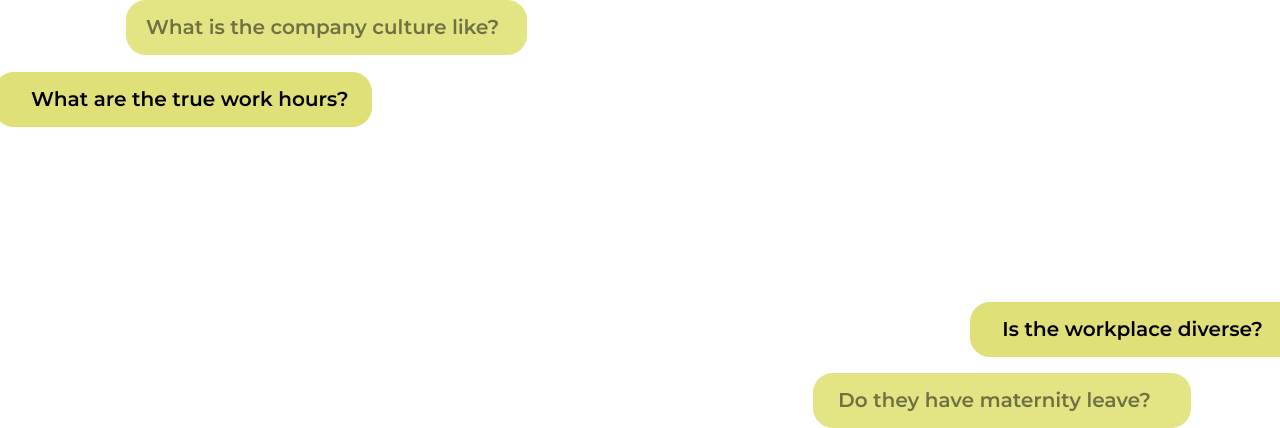 What is the company culture like?
What are the true work hours?
Is the workplace diverse?
Do they have maternity leave?